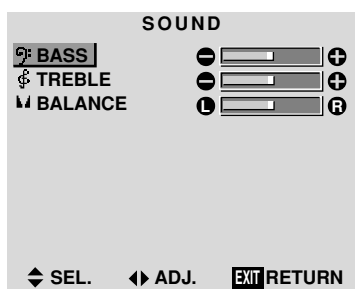 SOUND
BASS
TREBLE
BALANCE L R
SEL. ADJ. EXIT RETURN